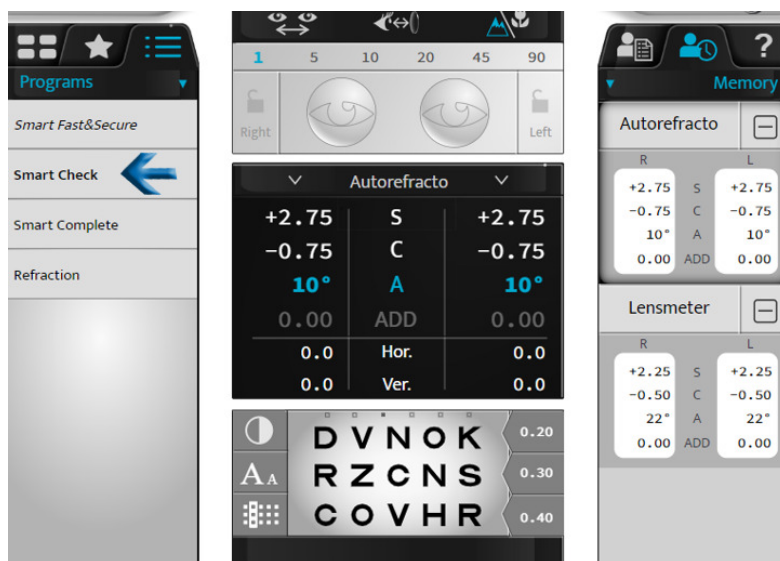 Programs
Smart Fast&Secure
Smart Check
Smart Complete
Refraction
1 5 10 20 45 90
Right Left
Autorefracto
+2.75 S +2.75
-0.75 C -0.75
10° A 10°
0.00 ADD 0.00
0.0 Hor. 0.0
0.0 Ver. 0.0
D V N O K 0.20
AA R Z C N S 0.30
C O V H R 0.40
?
Memory
Autorefracto
R L
+2.75 S +2.75
-0.75 C -0.75
10° A 10°
0.00 ADD 0.00
Lensmeter
R L
+2.25 S +2.25
-0.50 C -0.50
22° A 22°
0.00 ADD 0.00